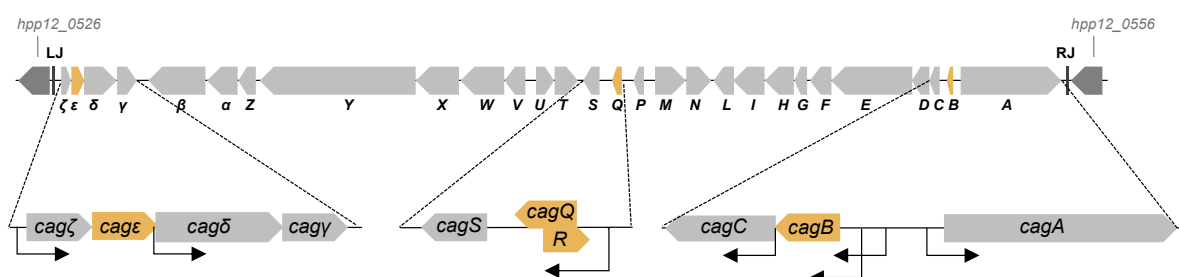 hpp12_0526 hpp12_0556
LJ RJ
ζ ε δ γ β α Z Y X W V U T S Q P M N L I H G F E D C B A
cagζ cagε cagδ cagγ cagS cagQ cagC cagB cagA
R